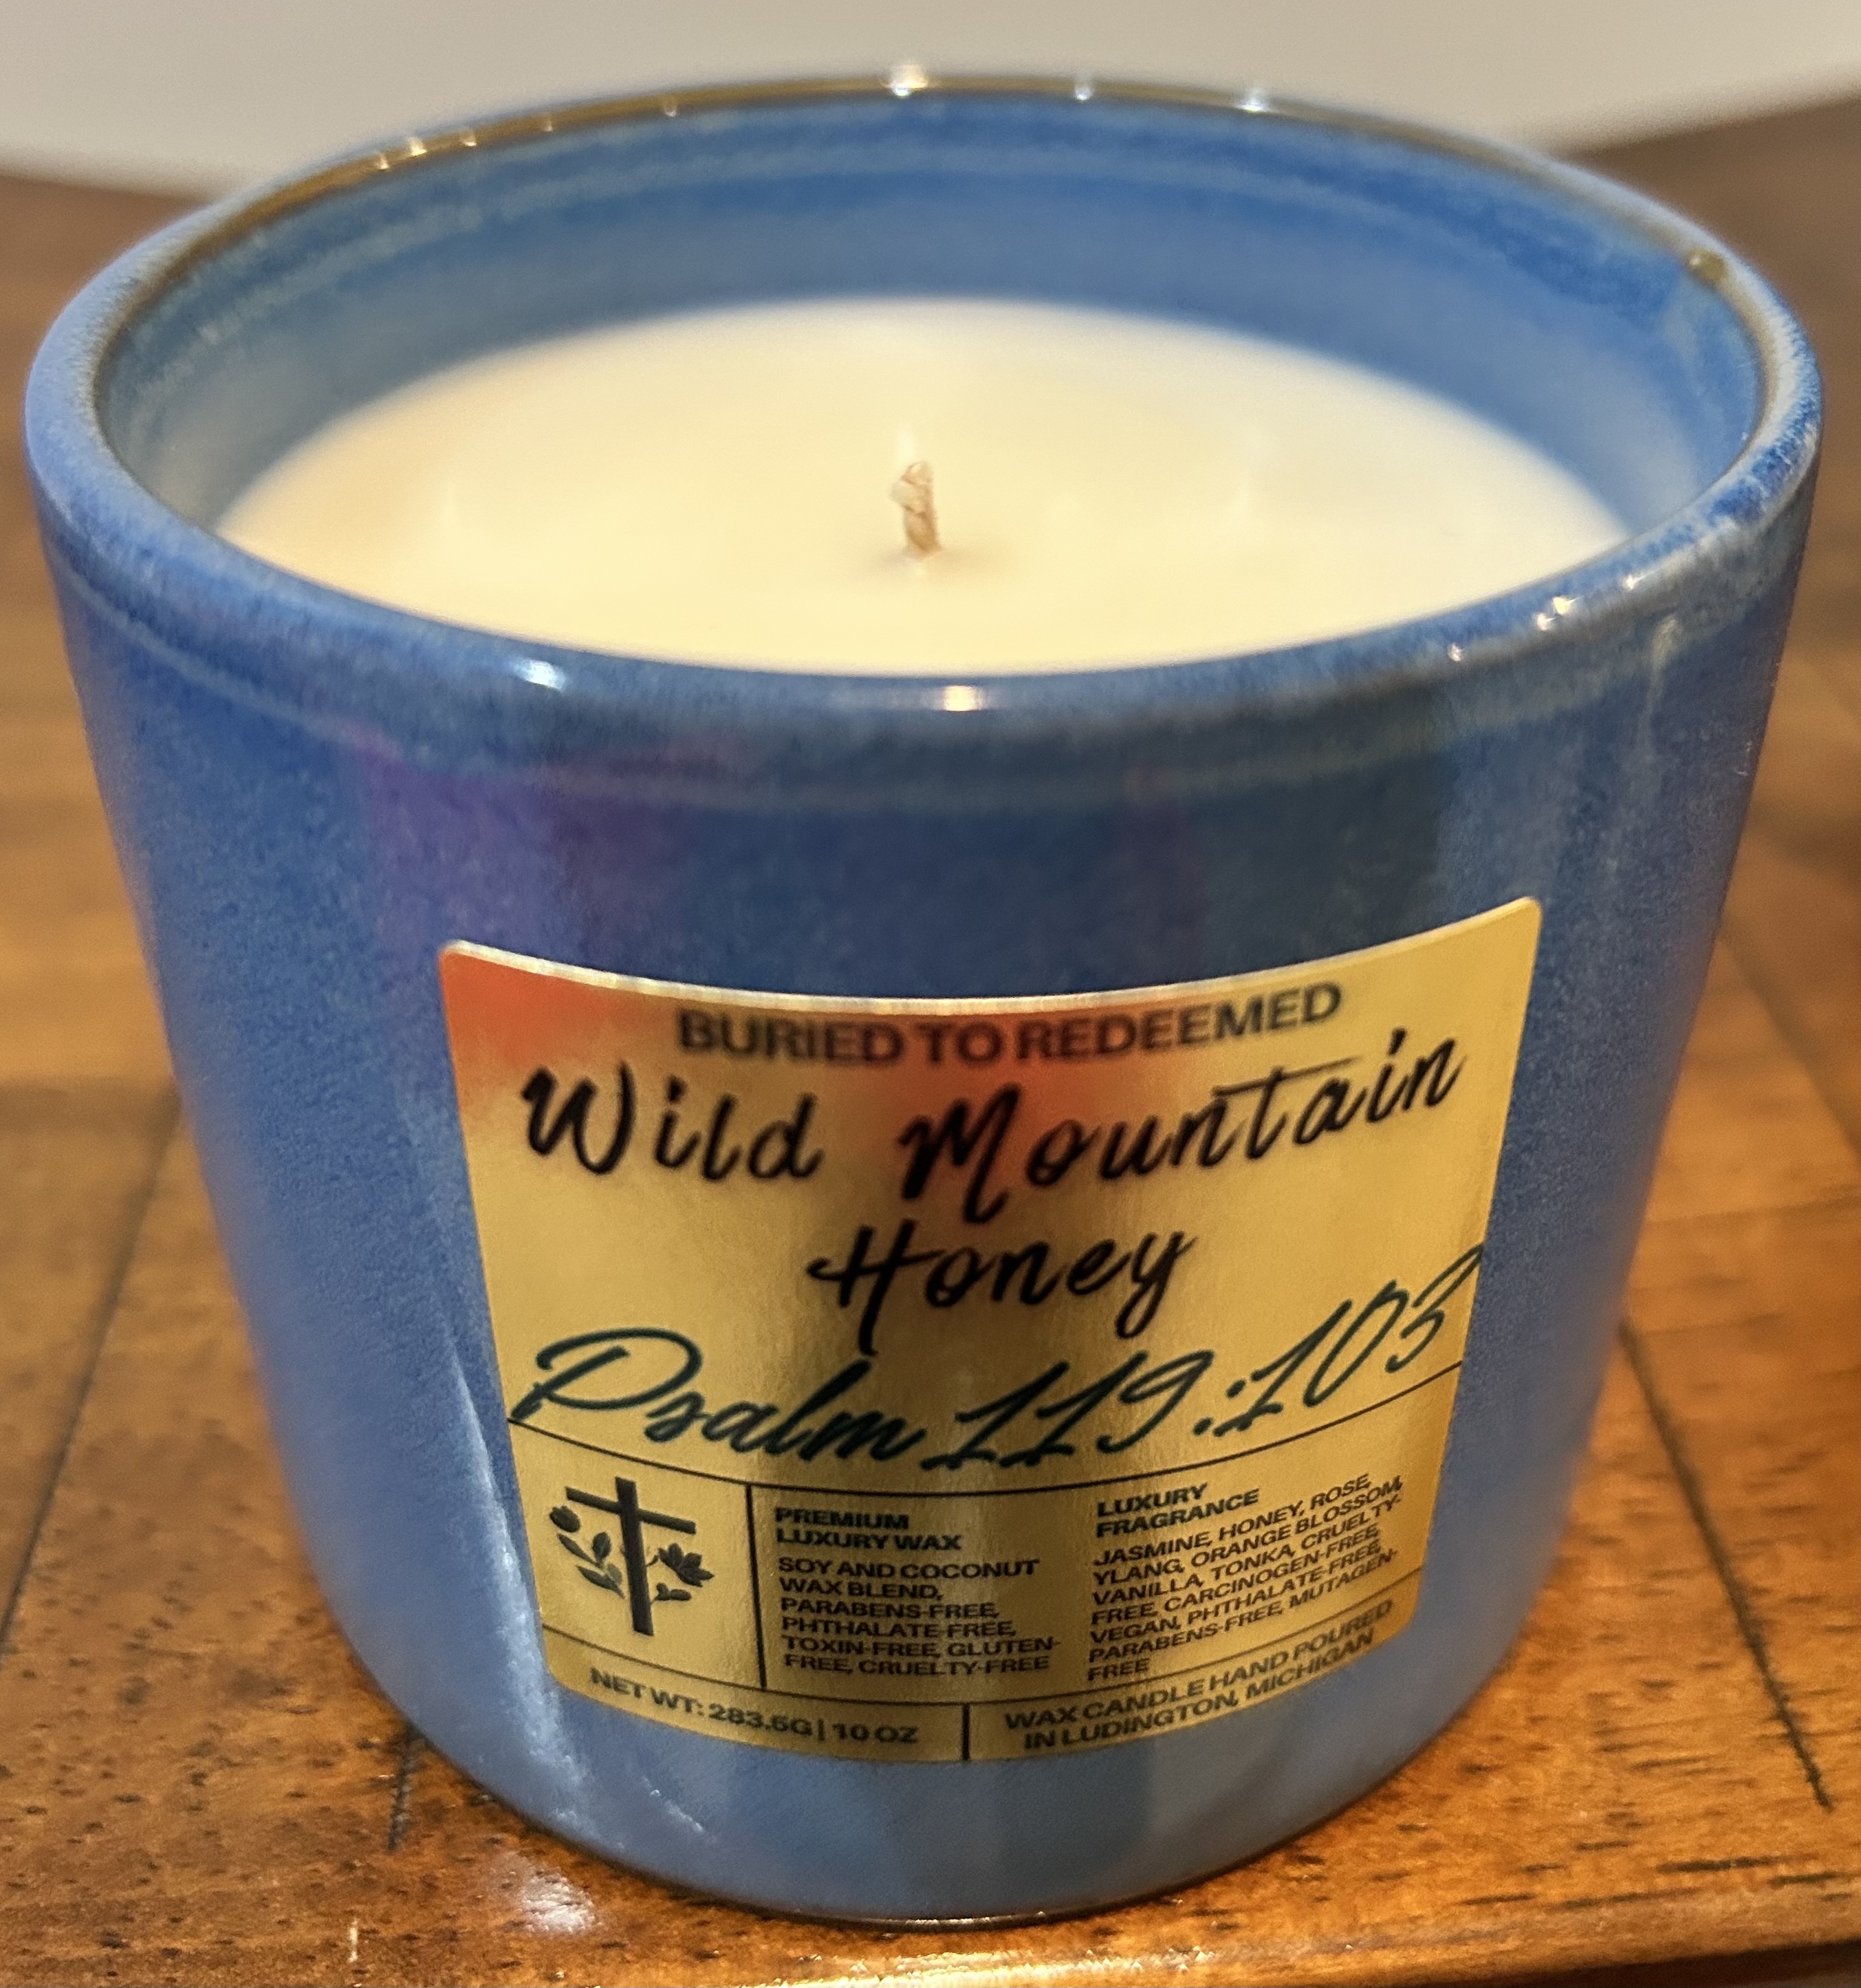 BURIED TO REDEEMED
Wild Mountain
Honey
Psalm 119:103
PREMIUM
LUXURY WAX
SOY AND COCONUT
WAX BLEND,
PARABENS-FREE,
PHTHALATE-FREE,
TOXIN-FREE, GLUTEN-
FREE, CRUELTY-FREE
LUXURY
FRAGRANCE
JASMINE, HONEY, ROSE,
YLANG, ORANGE BLOSSOM,
VANILLA, TONKA, CRUELTY-
FREE, CARCINOGEN-FREE,
VEGAN, PHTHALATE-FREE,
PARABENS-FREE, MUTAGEN-
FREE
NET WT: 283.5G | 10 OZ
WAX CANDLE HAND POURED
IN LUDINGTON, MICHIGAN